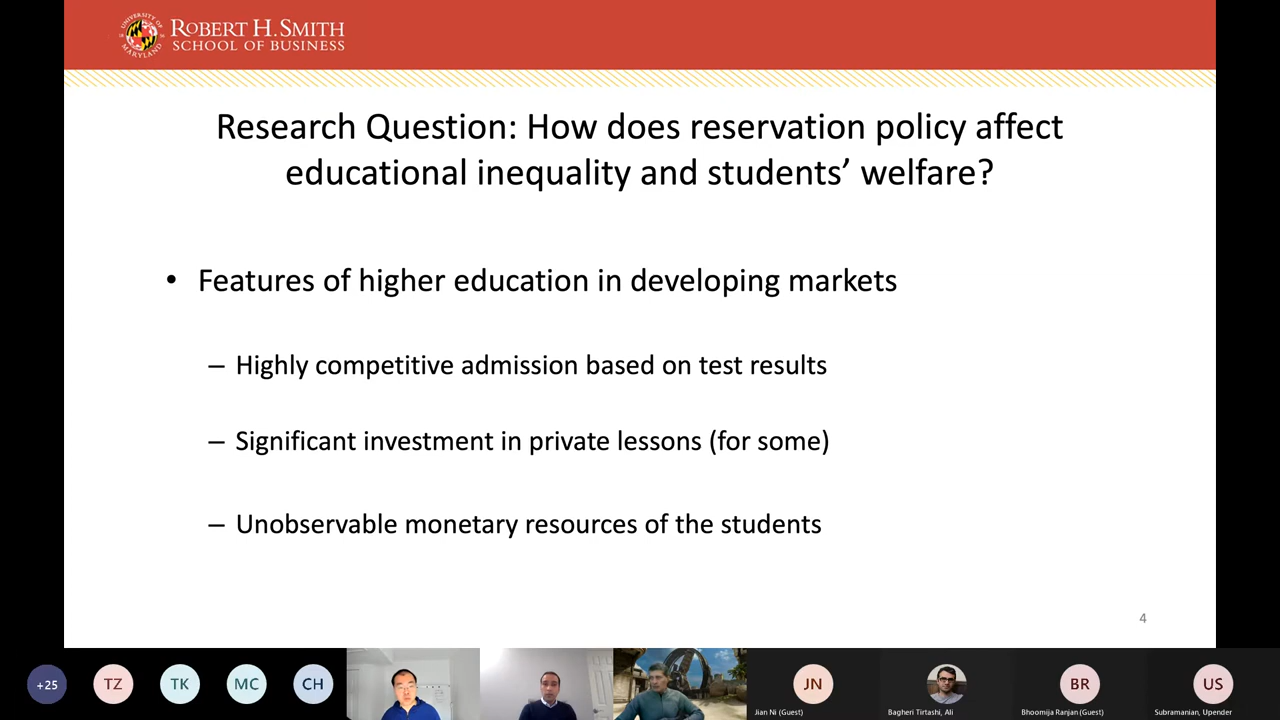 UNIVERSITY OF
MARYLAND
ROBERT H. SMITH
SCHOOL OF BUSINESS
Research Question: How does reservation policy affect
educational inequality and students’ welfare?
• Features of higher education in developing markets
– Highly competitive admission based on test results
– Significant investment in private lessons (for some)
– Unobservable monetary resources of the students
4
+25
TZ
TK
MC
CH
JN
BR
US
Jian Ni (Guest)
Bagheri Tirtashi, Ali
Bhoomija Ranjan (Guest)
Subramanian, Upender